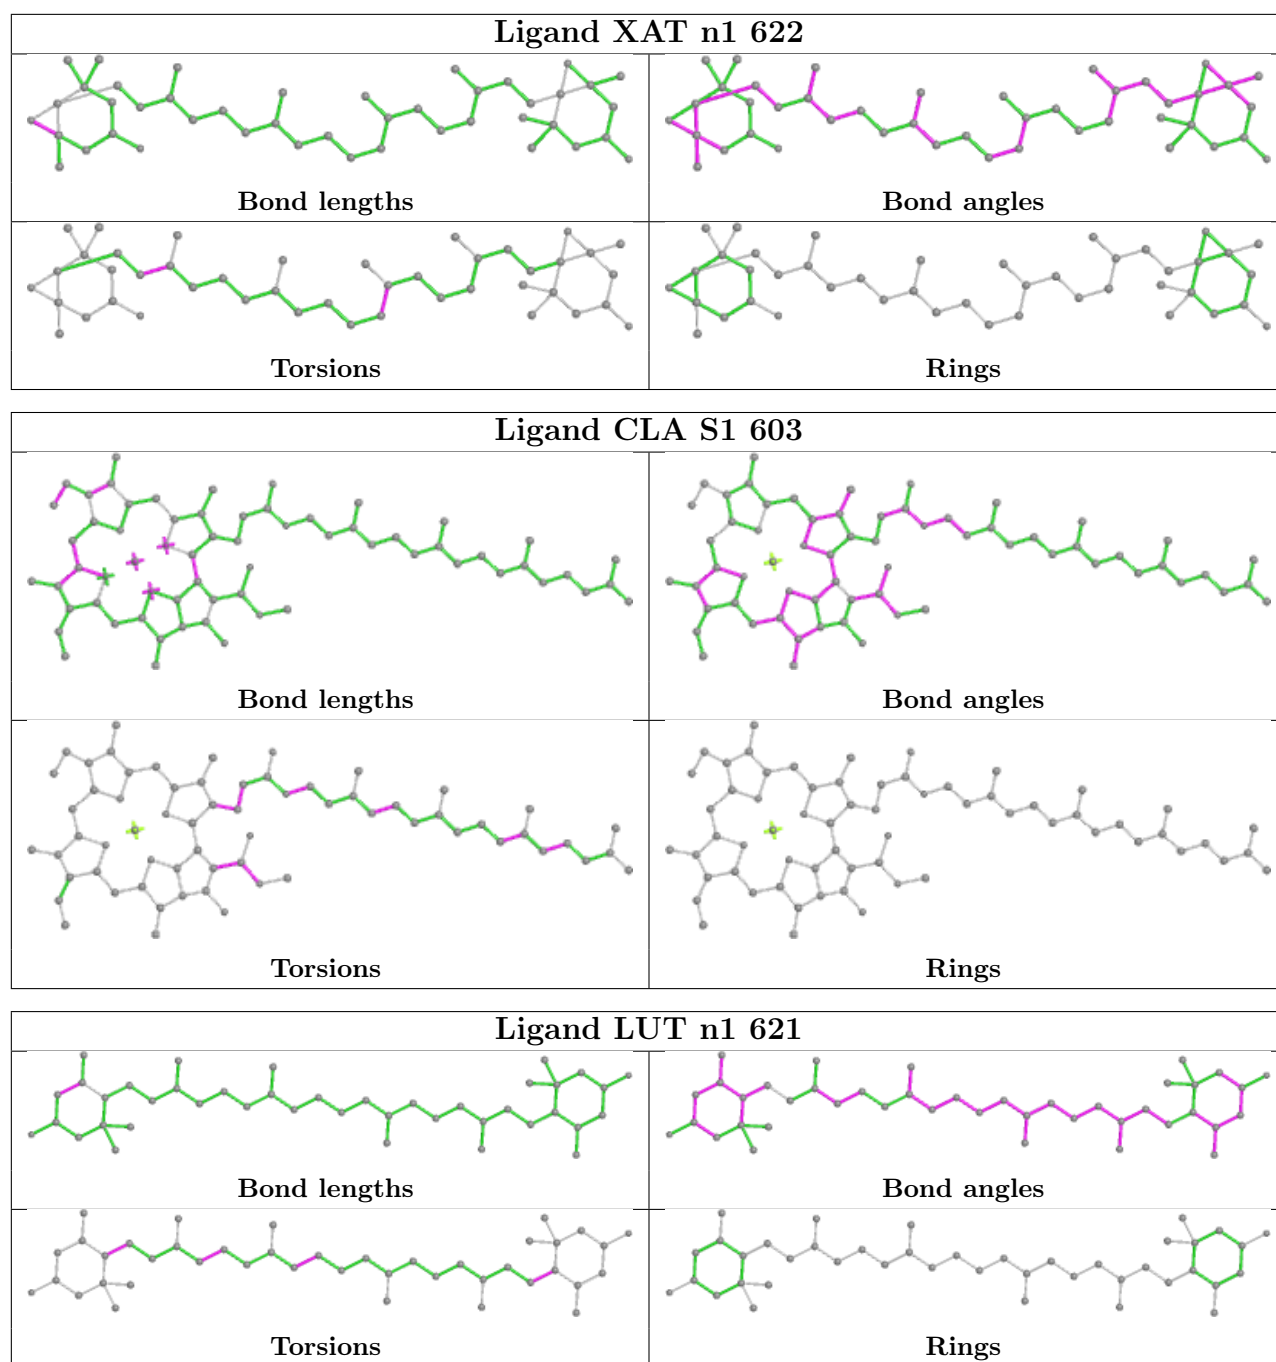 Ligand XAT n1 622
Bond lengths
Bond angles
Torsions
Rings
Ligand CLA S1 603
Bond lengths
Bond angles
Torsions
Rings
Ligand LUT n1 621
Bond lengths
Bond angles
Torsions
Rings